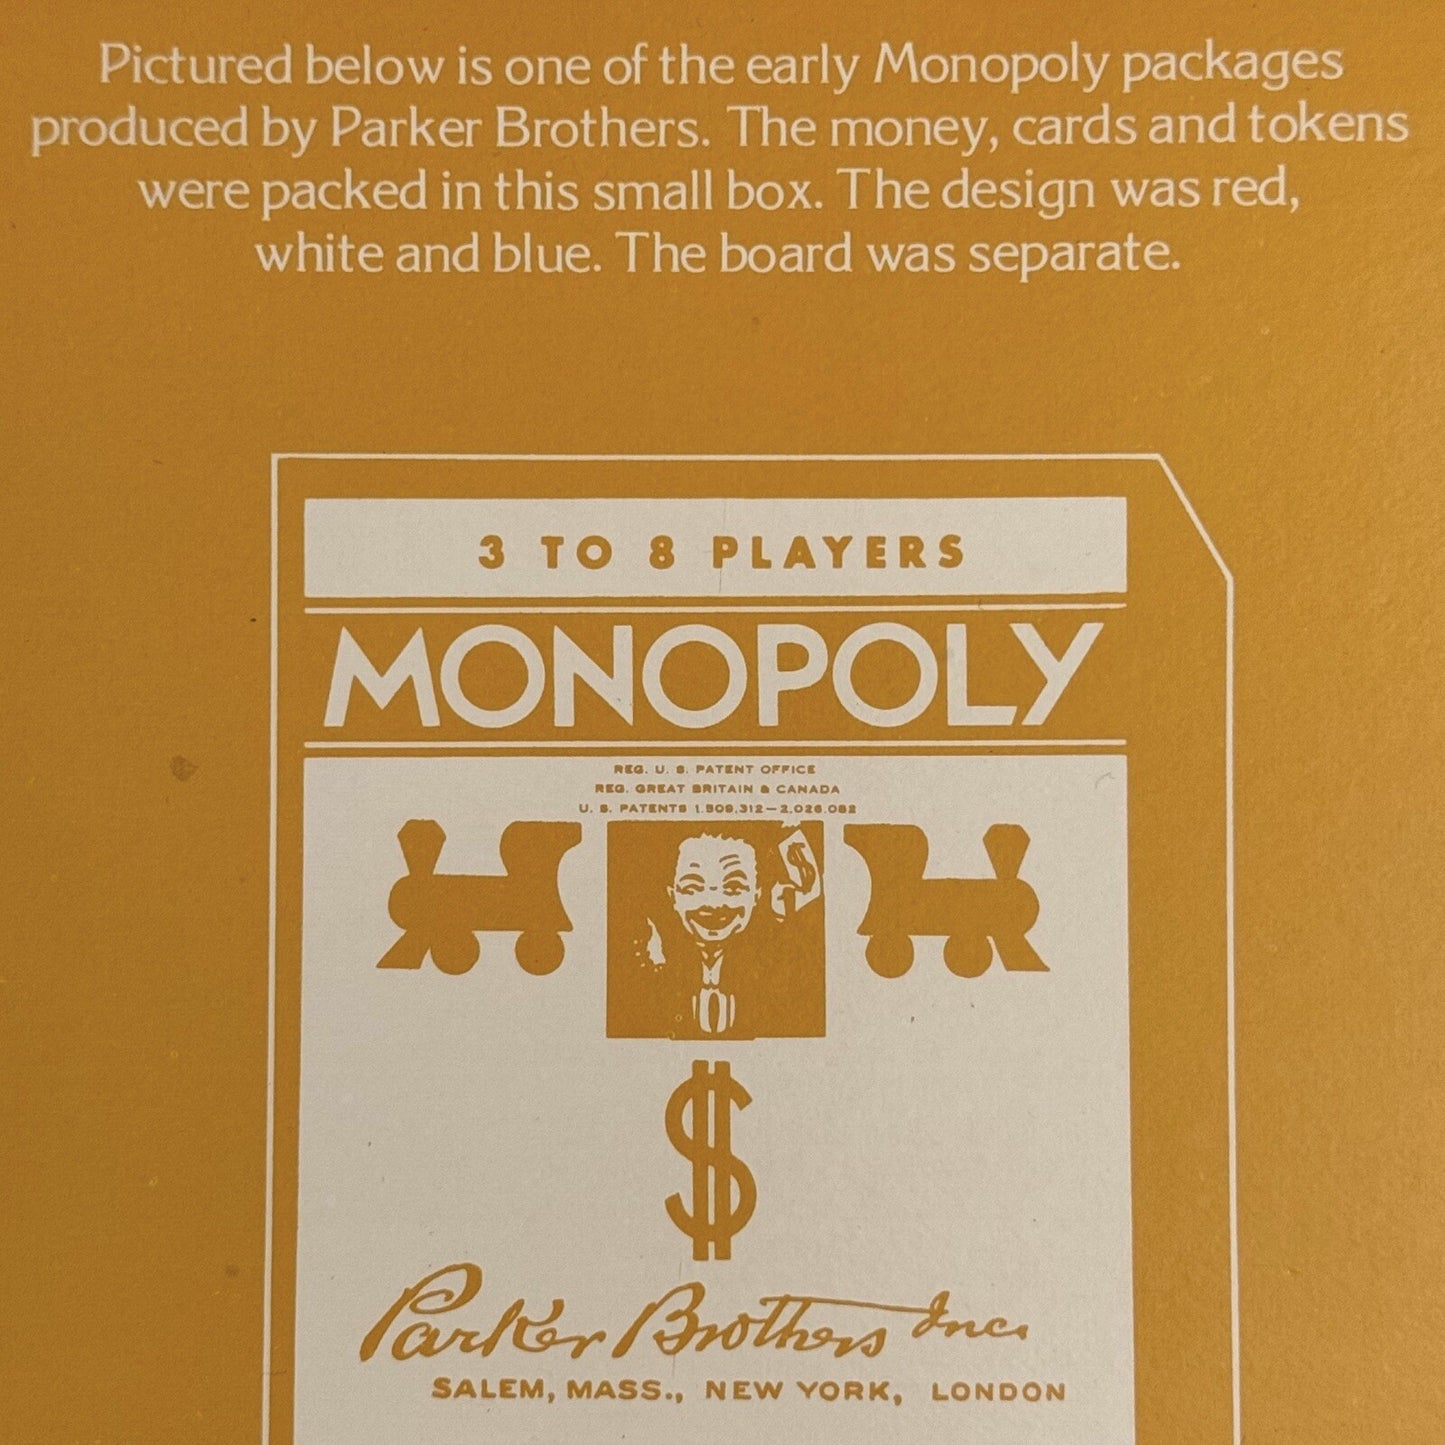 Pictured below is one of the early Monopoly packages
produced by Parker Brothers. The money, cards and tokens
were packed in this small box. The design was red,
white and blue. The board was separate.
3 TO 8 PLAYERS
MONOPOLY
REG. U. S. PATENT OFFICE
REG. GREAT BRITAIN & CANADA
U. S. PATENTS 1,509,312—2,026,082
$
$
Parker Brothers Inc.
SALEM, MASS., NEW YORK, LONDON